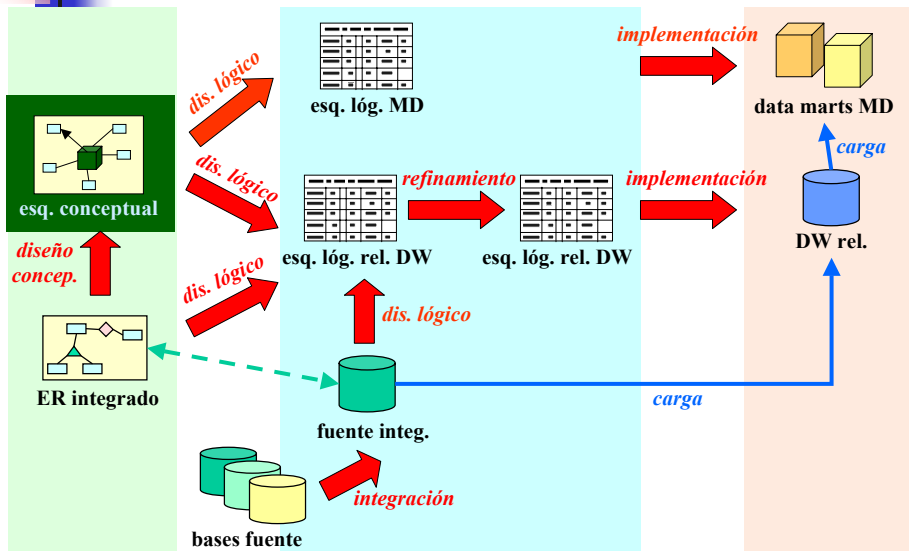 implementación
dis. lógico
esq. lóg. MD
data marts MD
carga
dis. lógico
refinamiento
implementación
esq. conceptual
esq. lóg. rel. DW
esq. lóg. rel. DW
DW rel.
diseño
concep.
dis. lógico
dis. lógico
ER integrado
carga
fuente integ.
integración
bases fuente